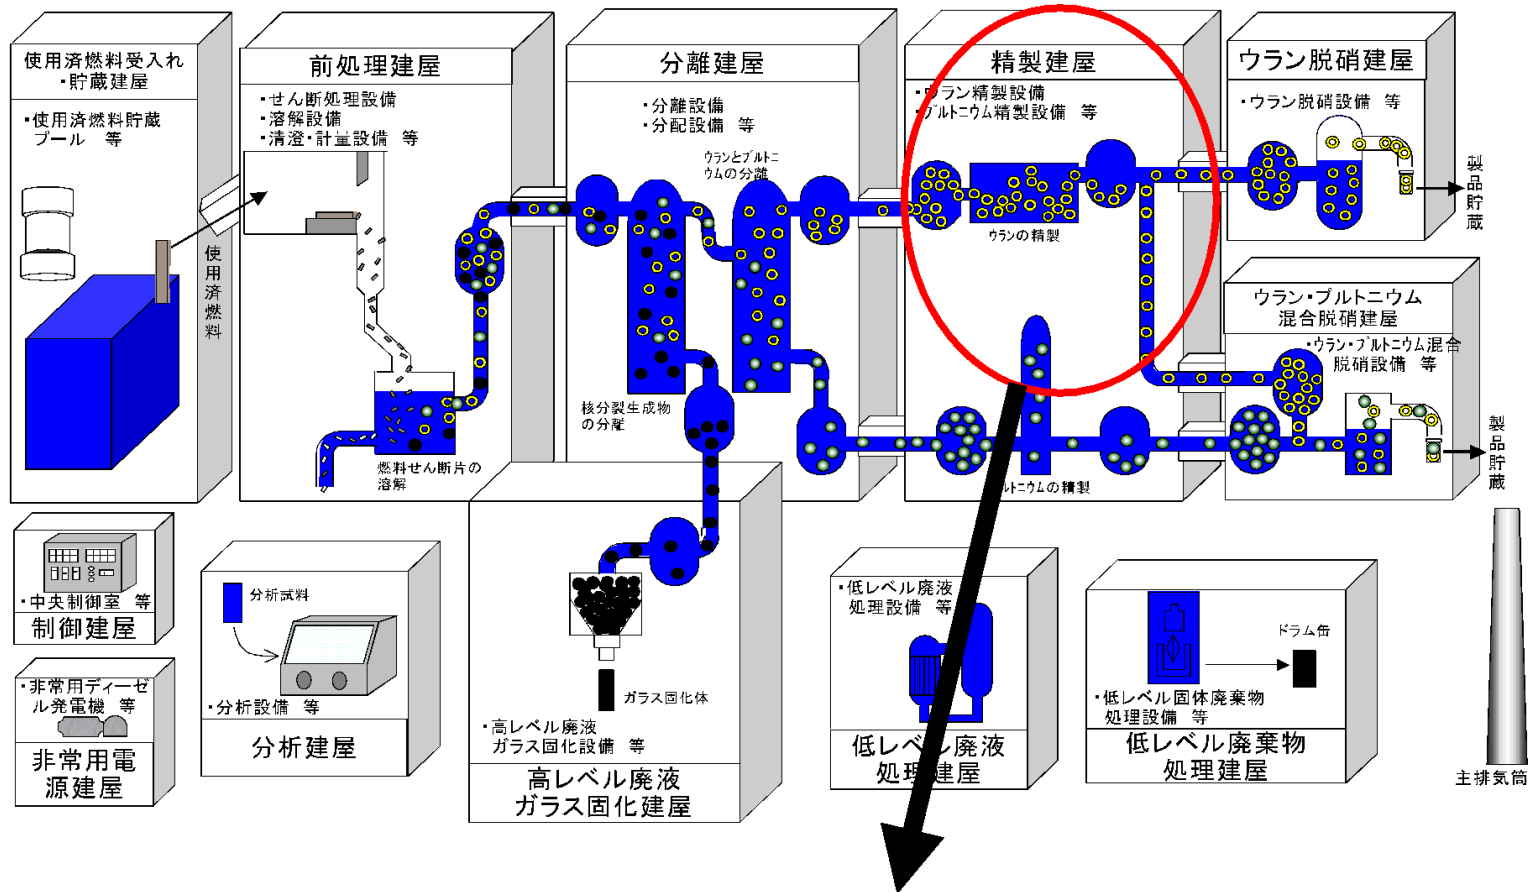 使用済燃料受入れ
・貯蔵建屋
・使用済燃料貯蔵
プール 等
使用済燃料
前処理建屋
・せん断処理設備
・溶解設備
・清澄・計量設備 等
燃料せん断片の
溶解
分離建屋
・分離設備
・分配設備 等
ウランとプルトニ
ウムの分離
核分裂生成物
の分離
精製建屋
・ウラン精製設備
・プルトニウム精製設備 等
ウランの精製
ルトニウムの精製
ウラン脱硝建屋
・ウラン脱硝設備 等
製品貯蔵
ウラン・プルトニウム
混合脱硝建屋
・ウラン・プルトニウム混合
脱硝設備 等
製品貯蔵
・中央制御室 等
制御建屋
・非常用ディーゼ
ル発電機 等
非常用電
源建屋
分析試料
・分析設備 等
分析建屋
ガラス固化体
・高レベル廃液
ガラス固化設備 等
高レベル廃液
ガラス固化建屋
・低レベル廃液
処理設備 等
低レベル廃液
処理建屋
ドラム缶
・低レベル固体廃棄物
処理設備 等
低レベル廃棄物
処理建屋
主排気筒